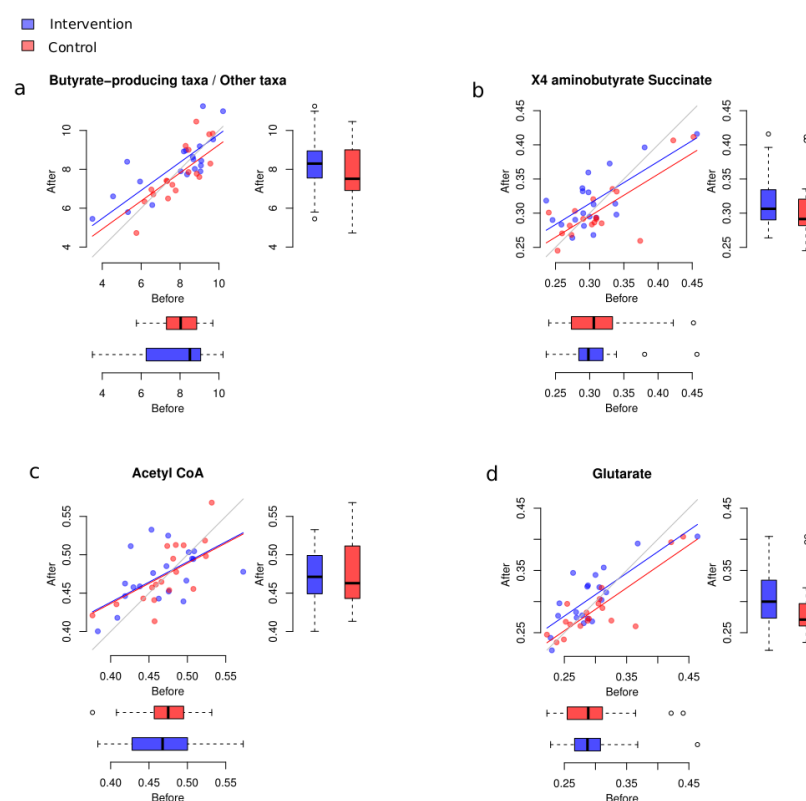 Intervention
Control
a
Butyrate−producing taxa / Other taxa
After
4 6 8 10
4 6 8 10
Before
After
4 6 8 10
4 6 8 10
Before
b
X4 aminobutyrate Succinate
After
0.25 0.30 0.35 0.40 0.45
0.25 0.30 0.35 0.40 0.45
Before
After
0.25 0.30 0.35 0.40 0.45
0.25 0.30 0.35 0.40 0.45
Before
c
Acetyl CoA
After
0.40 0.45 0.50 0.55
0.40 0.45 0.50 0.55
Before
After
0.40 0.45 0.50 0.55
0.40 0.45 0.50 0.55
Before
d
Glutarate
After
0.25 0.35 0.45
0.25 0.35 0.45
Before
After
0.25 0.35 0.45
0.25 0.35 0.45
Before